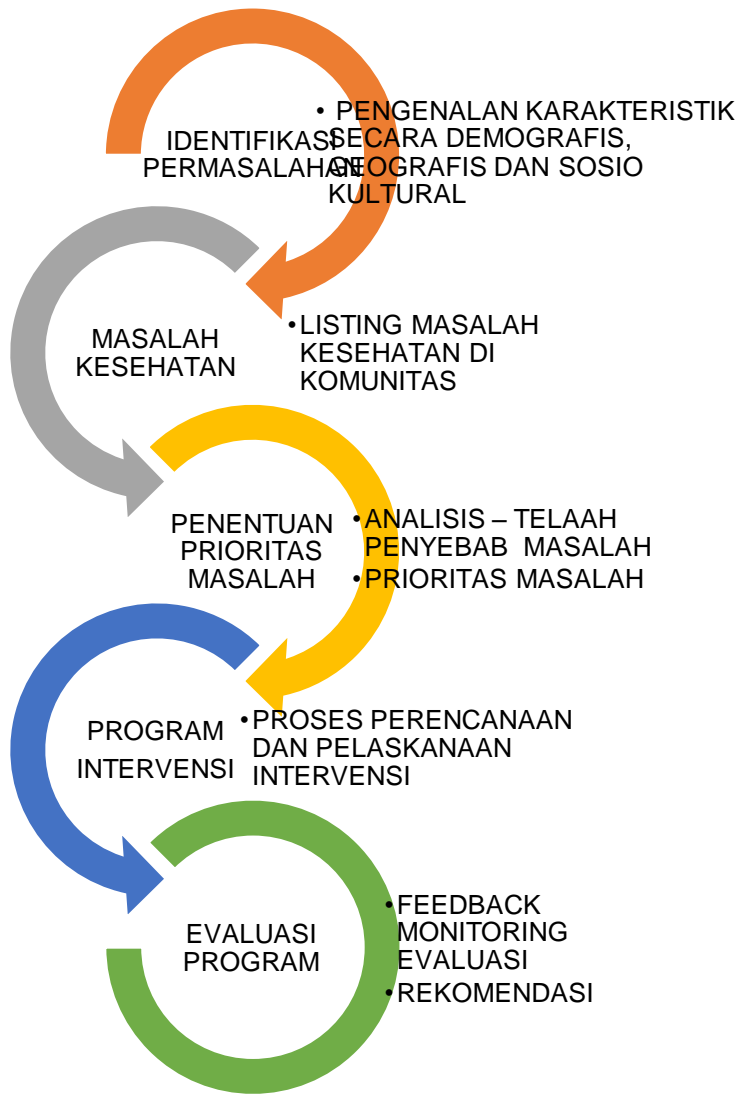 IDENTIFIKASI
PERMASALAHAN
• PENGENALAN KARAKTERISTIK
SECARA DEMOGRAFIS,
GEOGRAFIS DAN SOSIO
KULTURAL
MASALAH
KESEHATAN
• LISTING MASALAH
KESEHATAN DI
KOMUNITAS
PENENTUAN
PRIORITAS
MASALAH
• ANALISIS – TELAAH
PENYEBAB MASALAH
• PRIORITAS MASALAH
PROGRAM
INTERVENSI
• PROSES PERENCANAAN
DAN PELASKANAAN
INTERVENSI
EVALUASI
PROGRAM
• FEEDBACK
MONITORING
EVALUASI
• REKOMENDASI